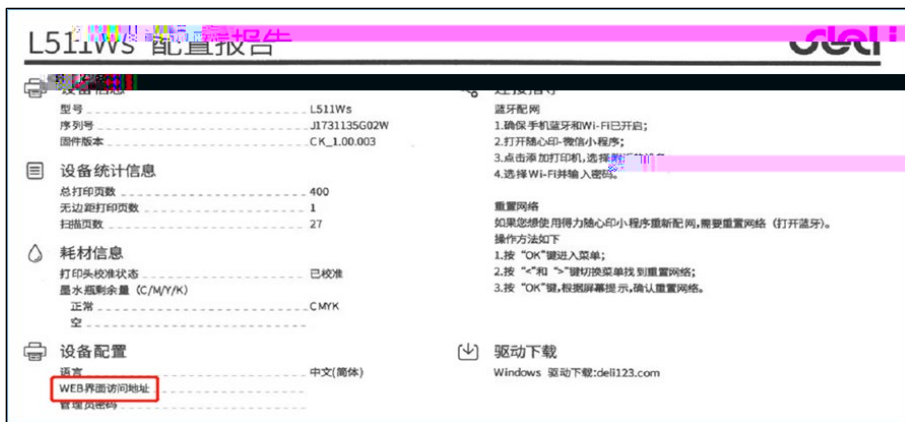 L511Ws 配置报告
deli
设备信息
型号 L511Ws
序列号 J1731135G02W
固件版本 CK_1.00.003
设备统计信息
总打印页数 400
无边距打印页数 1
扫描页数 27
耗材信息
打印头校准状态 已校准
墨水瓶剩余量 (C/M/Y/K)
正常 CMYK
空
设备配置
语言 中文(简体)
WEB界面访问地址
管理员密码
连接指导
蓝牙配网
1.确保手机蓝牙和Wi-Fi已开启;
2.打开随心印-微信小程序;
3.点击添加打印机,选择
4.选择Wi-Fi并输入密码。
重置网络
如果您想使用得力随心印小程序重新配网,需要重置网络 (打开蓝牙)。
操作方法如下
1.按 "OK"键进入菜单;
2.按 "<"和 ">"键切换菜单找到重置网络;
3.按 "OK"键,根据屏幕提示,确认重置网络。
驱动下载
Windows 驱动下载:deli123.com